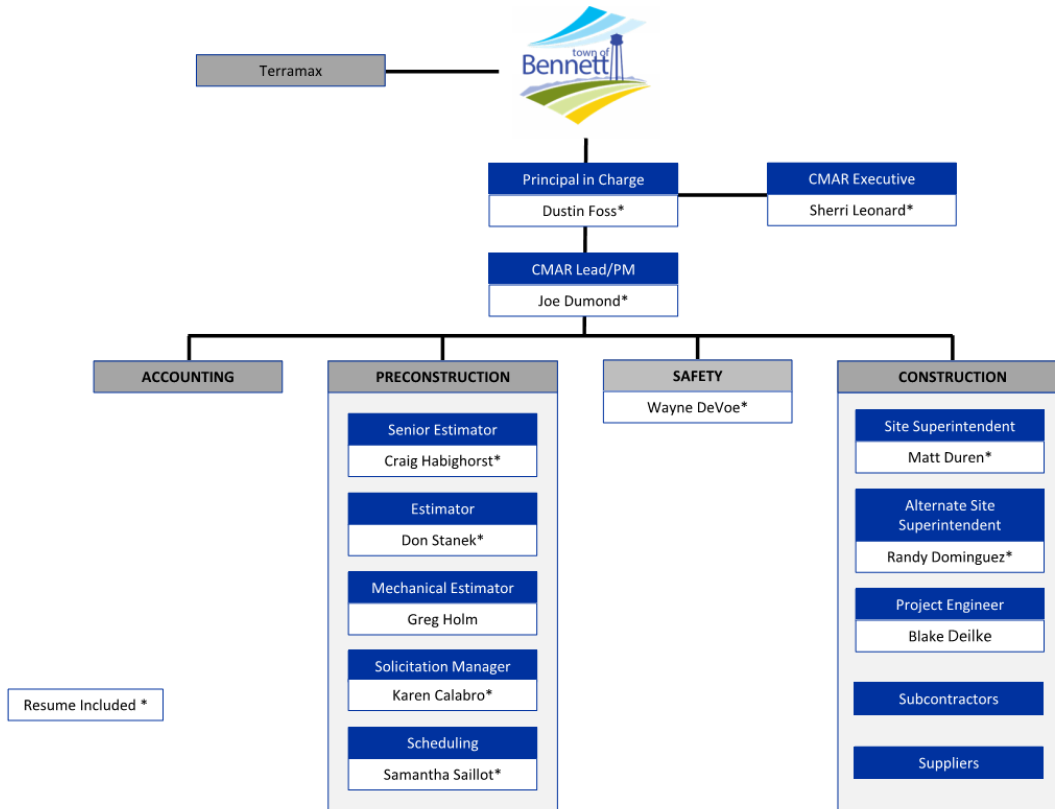 Terramax
town of
Bennett
Principal in Charge
Dustin Foss*
CMAR Executive
Sherri Leonard*
CMAR Lead/PM
Joe Dumond*
ACCOUNTING
PRECONSTRUCTION
Senior Estimator
Craig Habighorst*
Estimator
Don Stanek*
Mechanical Estimator
Greg Holm
Solicitation Manager
Karen Calabro*
Scheduling
Samantha Saillot*
SAFETY
Wayne DeVoe*
CONSTRUCTION
Site Superintendent
Matt Duren*
Alternate Site
Superintendent
Randy Dominguez*
Project Engineer
Blake Deilke
Subcontractors
Suppliers
Resume Included *